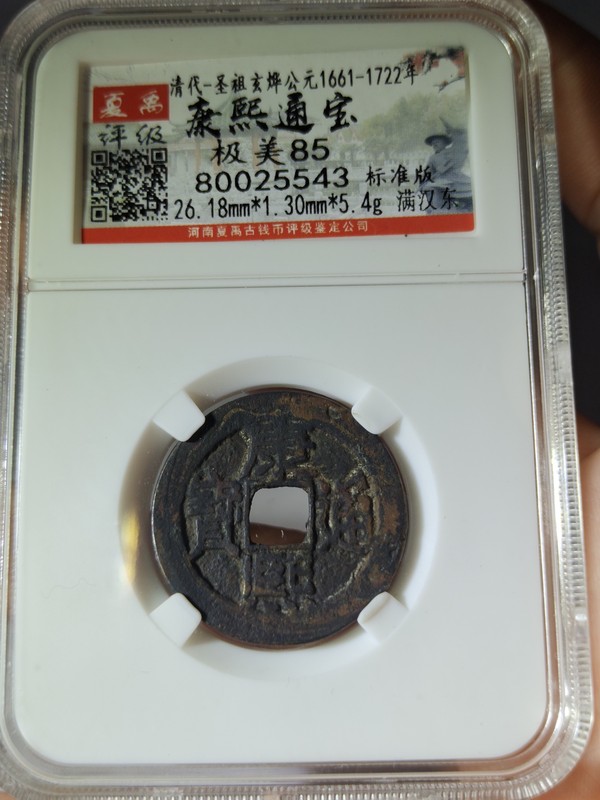 清代-圣祖玄烨公元1661-1722年
夏禹
评级
康熙通宝
极美85
80025543 标准版
26.18mm*1.30mm*5.4g 满汉东
河南夏禹古钱币评级鉴定公司
康熙通寶